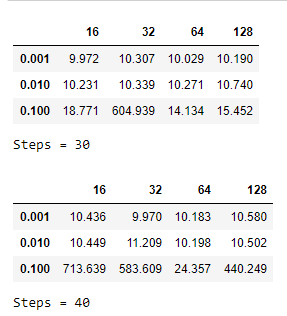 16 32 64 128
0.001 9.972 10.307 10.029 10.190
0.010 10.231 10.339 10.271 10.740
0.100 18.771 604.939 14.134 15.452
Steps = 30
16 32 64 128
0.001 10.436 9.970 10.183 10.580
0.010 10.449 11.209 10.198 10.502
0.100 713.639 583.609 24.357 440.249
Steps = 40